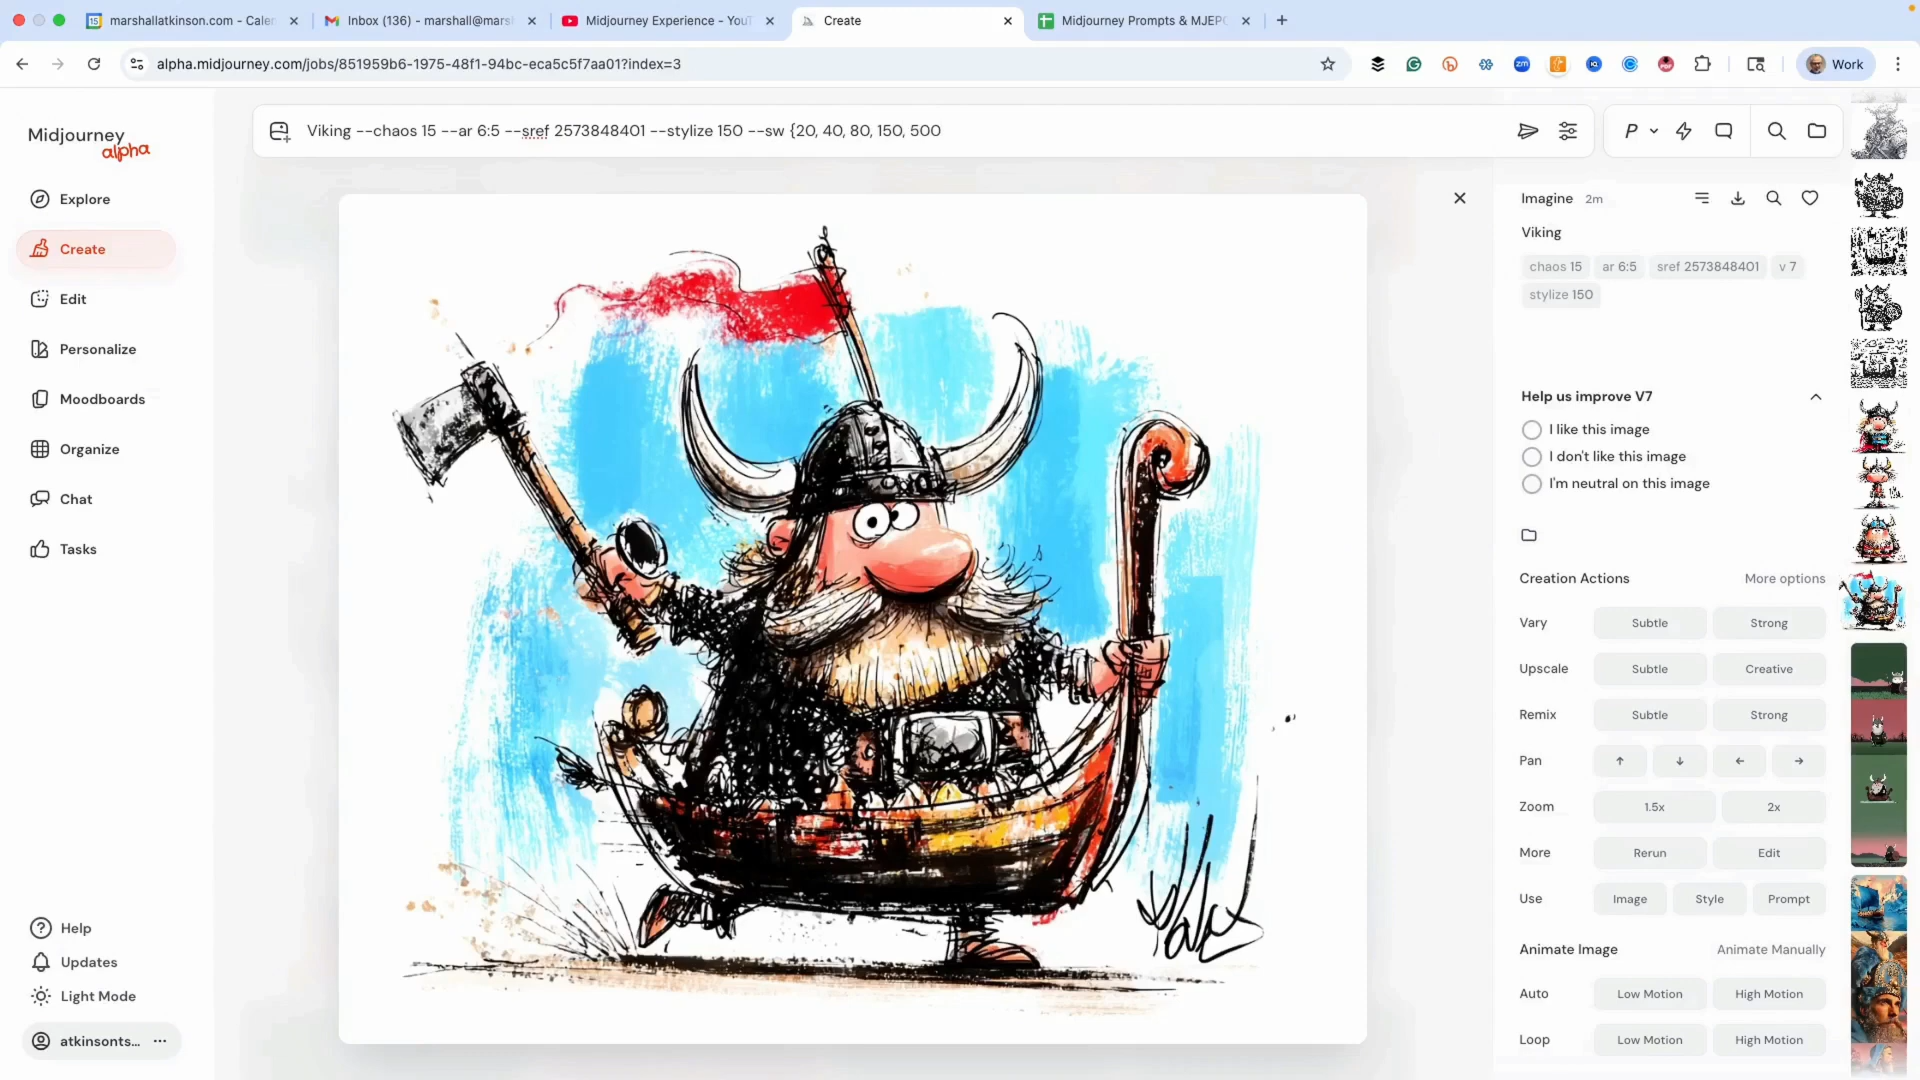 marshallatkinson.com - Calen
Inbox (136) - marshall@mars
Midjourney Experience - YouT
Create
Midjourney Prompts & MJEPC
alpha.midjourney.com/jobs/851959b6-1975-48f1-94bc-eca5c5f7aa01?index=3
Work
Midjourney
alpha
Viking --chaos 15 --ar 6:5 --sref 2573848401 --stylize 150 --sw {20, 40, 80, 150, 500
Explore
Create
Edit
Personalize
Moodboards
Organize
Chat
Tasks
Help
Updates
Light Mode
atkinsonts...
Imagine 2m
Viking
chaos 15 ar 6:5 sref 2573848401 v 7
stylize 150
Help us improve V7
I like this image
I don't like this image
I'm neutral on this image
Creation Actions More options
Vary Subtle Strong
Upscale Subtle Creative
Remix Subtle Strong
Pan ↑ ↓ ← →
Zoom 1.5x 2x
More Rerun Edit
Use Image Style Prompt
Animate Image Animate Manually
Auto Low Motion High Motion
Loop Low Motion High Motion